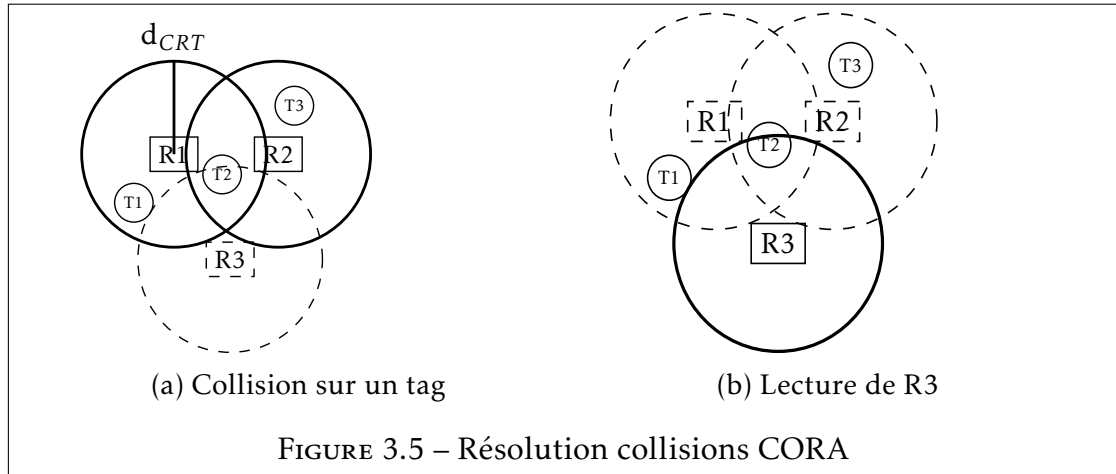 d_CRT
T3
R1
R2
T2
T1
R3
(a) Collision sur un tag
T3
R1
R2
T2
T1
R3
(b) Lecture de R3
FIGURE 3.5 – Résolution collisions CORA